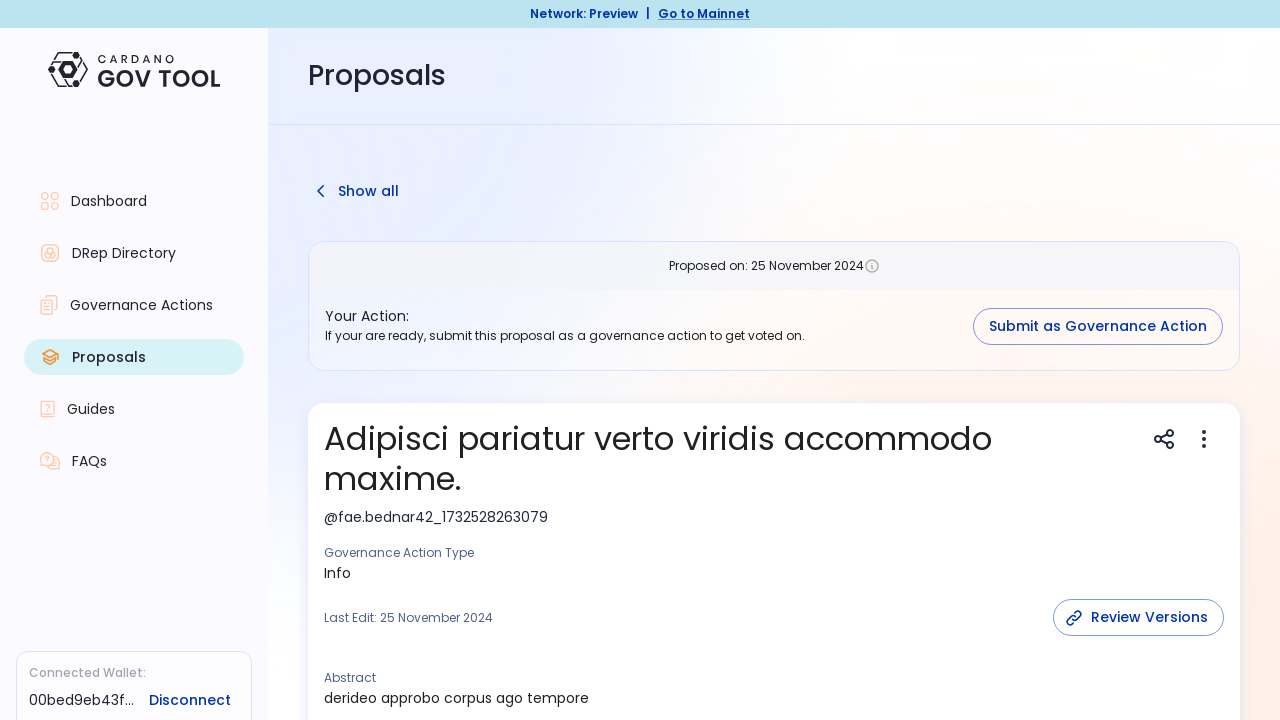 Network: Preview | Go to Mainnet
CARDANO
GOV TOOL
Proposals
Dashboard
DRep Directory
Governance Actions
Proposals
Guides
FAQs
Connected Wallet:
00bed9eb43f... Disconnect
Show all
Proposed on: 25 November 2024
Your Action:
If your are ready, submit this proposal as a governance action to get voted on.
Submit as Governance Action
Adipisci pariatur verto viridis accommodo
maxime.
@fae.bednar42_1732528263079
Governance Action Type
Info
Last Edit: 25 November 2024
Review Versions
Abstract
derideo approbo corpus ago tempore